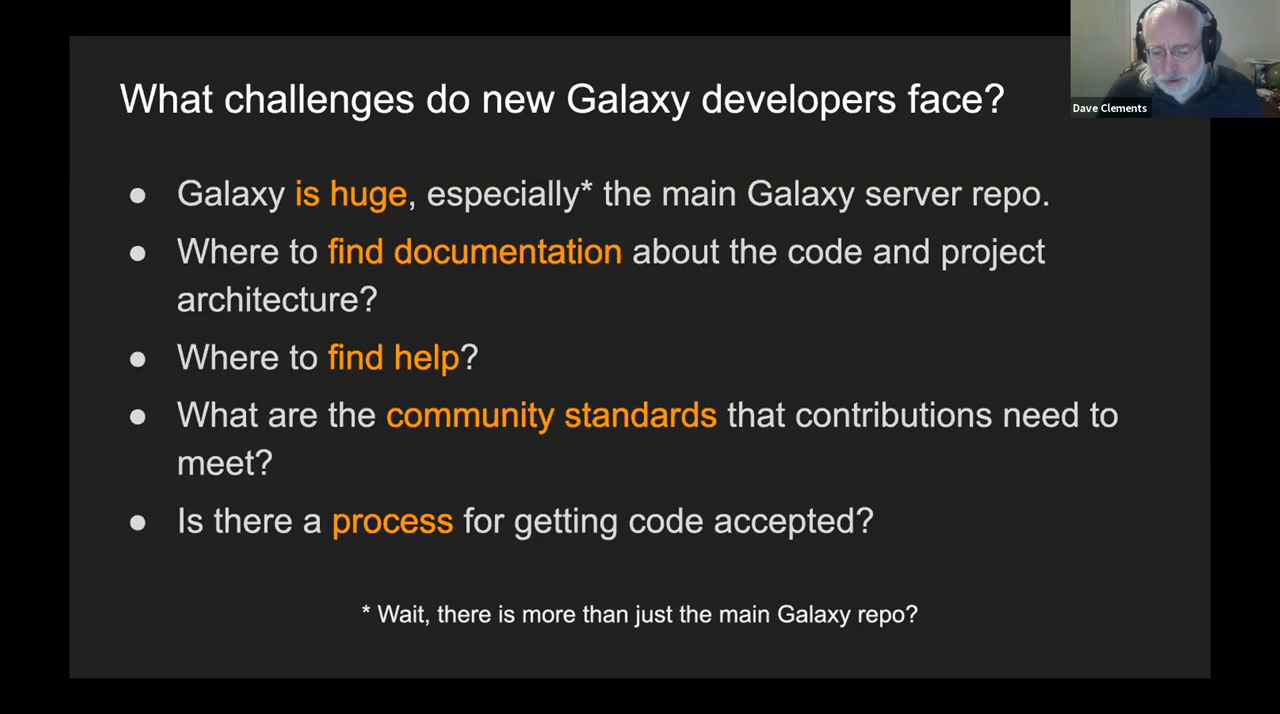 What challenges do new Galaxy developers face?
Dave Clements
● Galaxy is huge, especially* the main Galaxy server repo.
● Where to find documentation about the code and project
architecture?
● Where to find help?
● What are the community standards that contributions need to
meet?
● Is there a process for getting code accepted?
* Wait, there is more than just the main Galaxy repo?